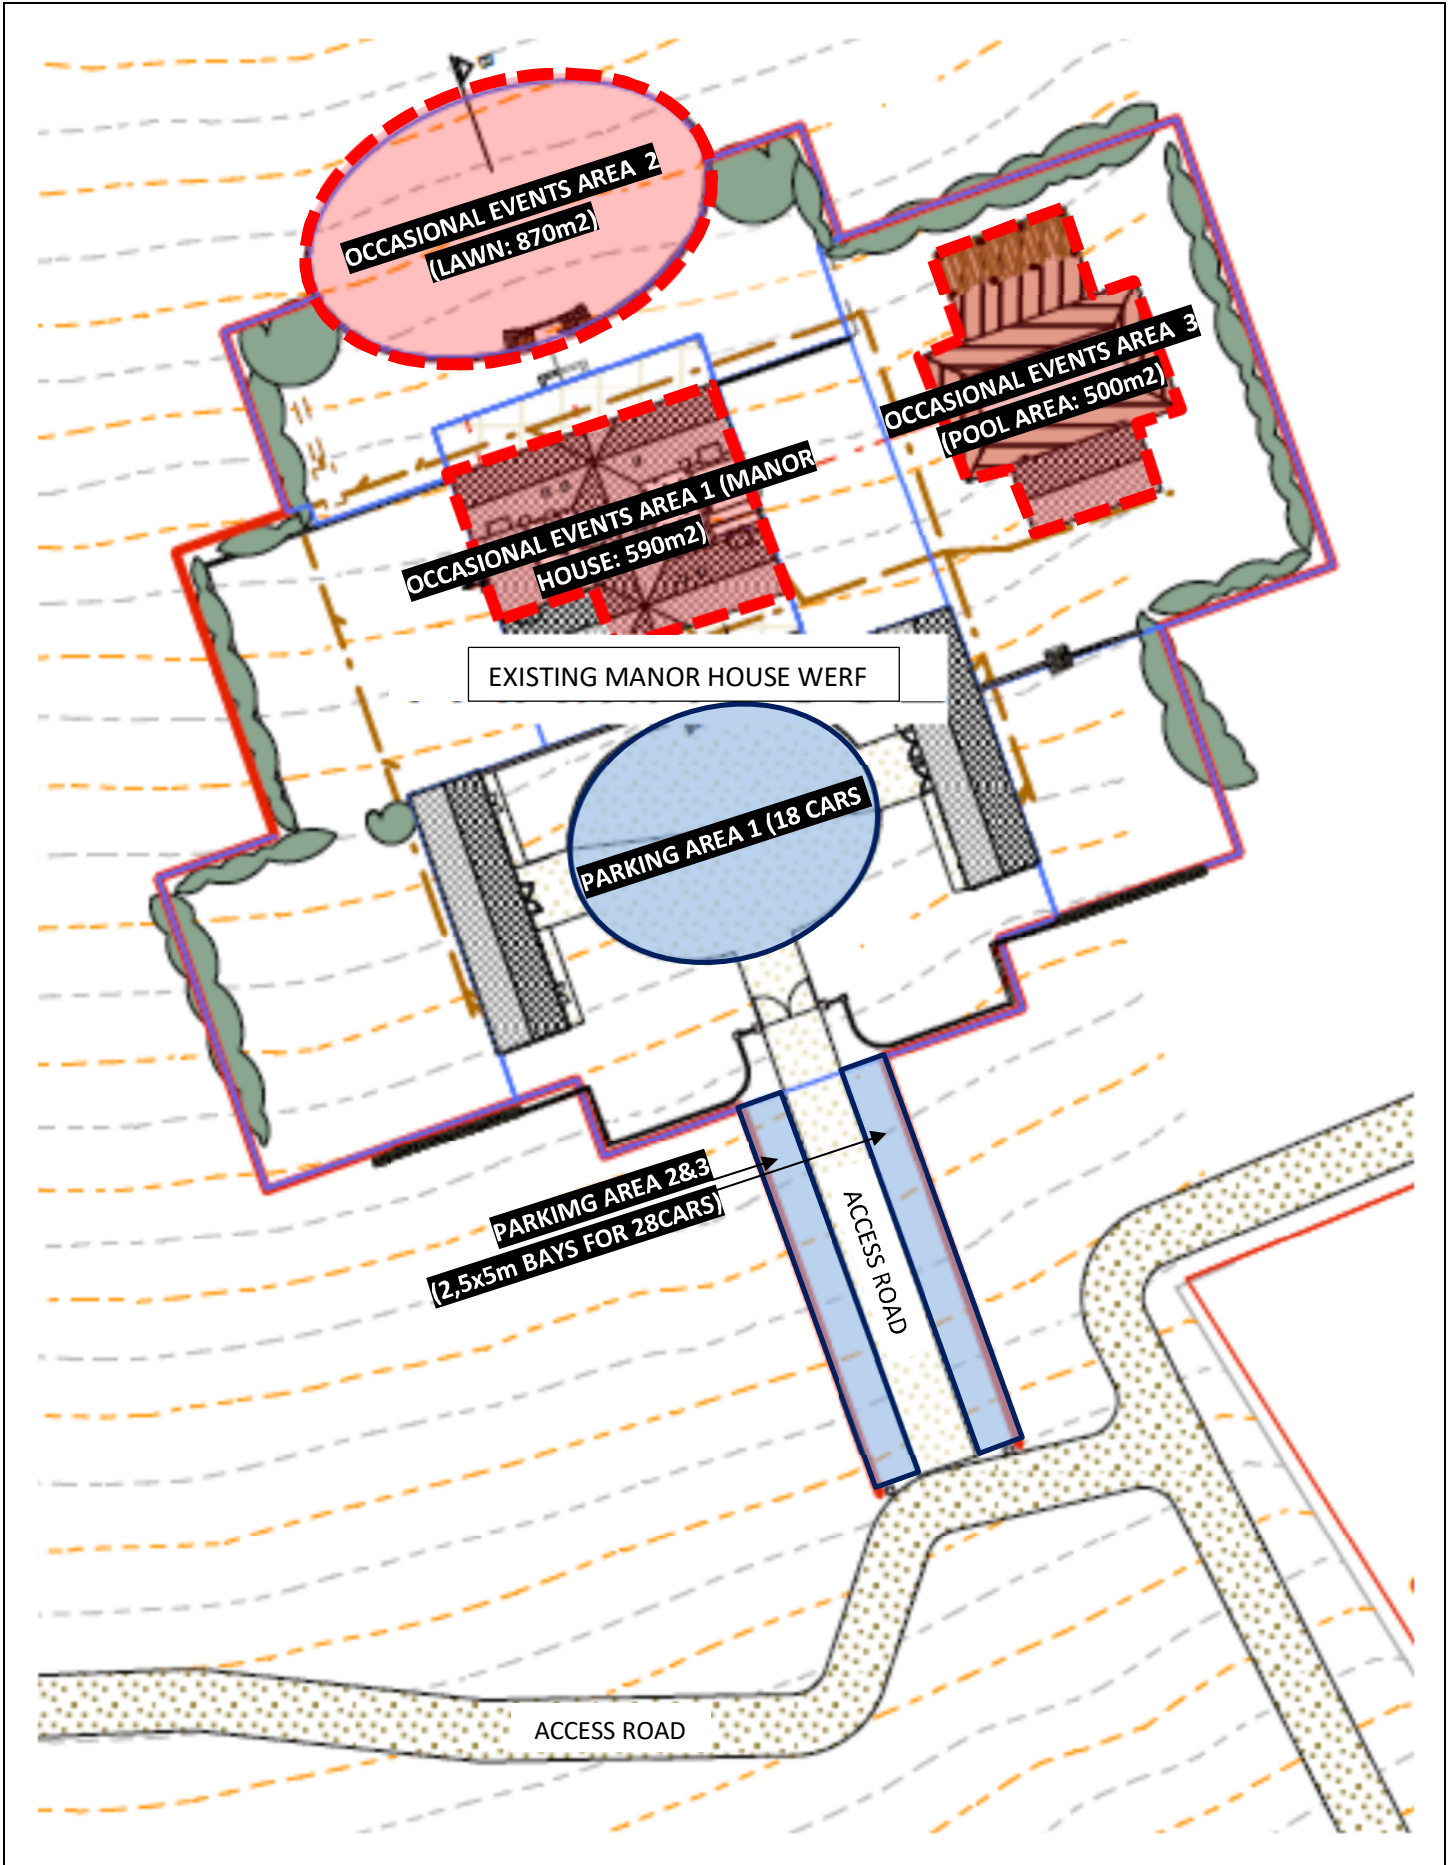 OCCASIONAL EVENTS AREA 2
(LAWN: 870m2)
OCCASIONAL EVENTS AREA 3
(POOL AREA: 500m2)
OCCASIONAL EVENTS AREA 1 (MANOR
HOUSE: 590m2)
EXISTING MANOR HOUSE WERF
PARKING AREA 1 (18 CARS
PARKIMG AREA 2&3
(2,5x5m BAYS FOR 28CARS)
ACCESS ROAD
ACCESS ROAD